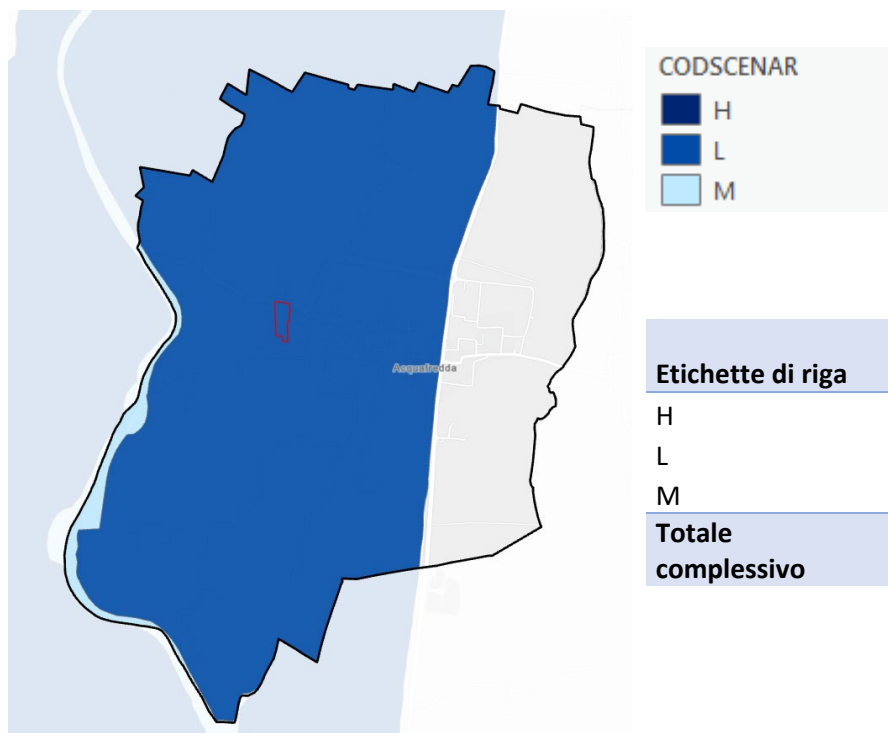 CODSCENAR
H
L
M
Acquafredda
Etichette di riga
H
L
M
Totale
complessivo